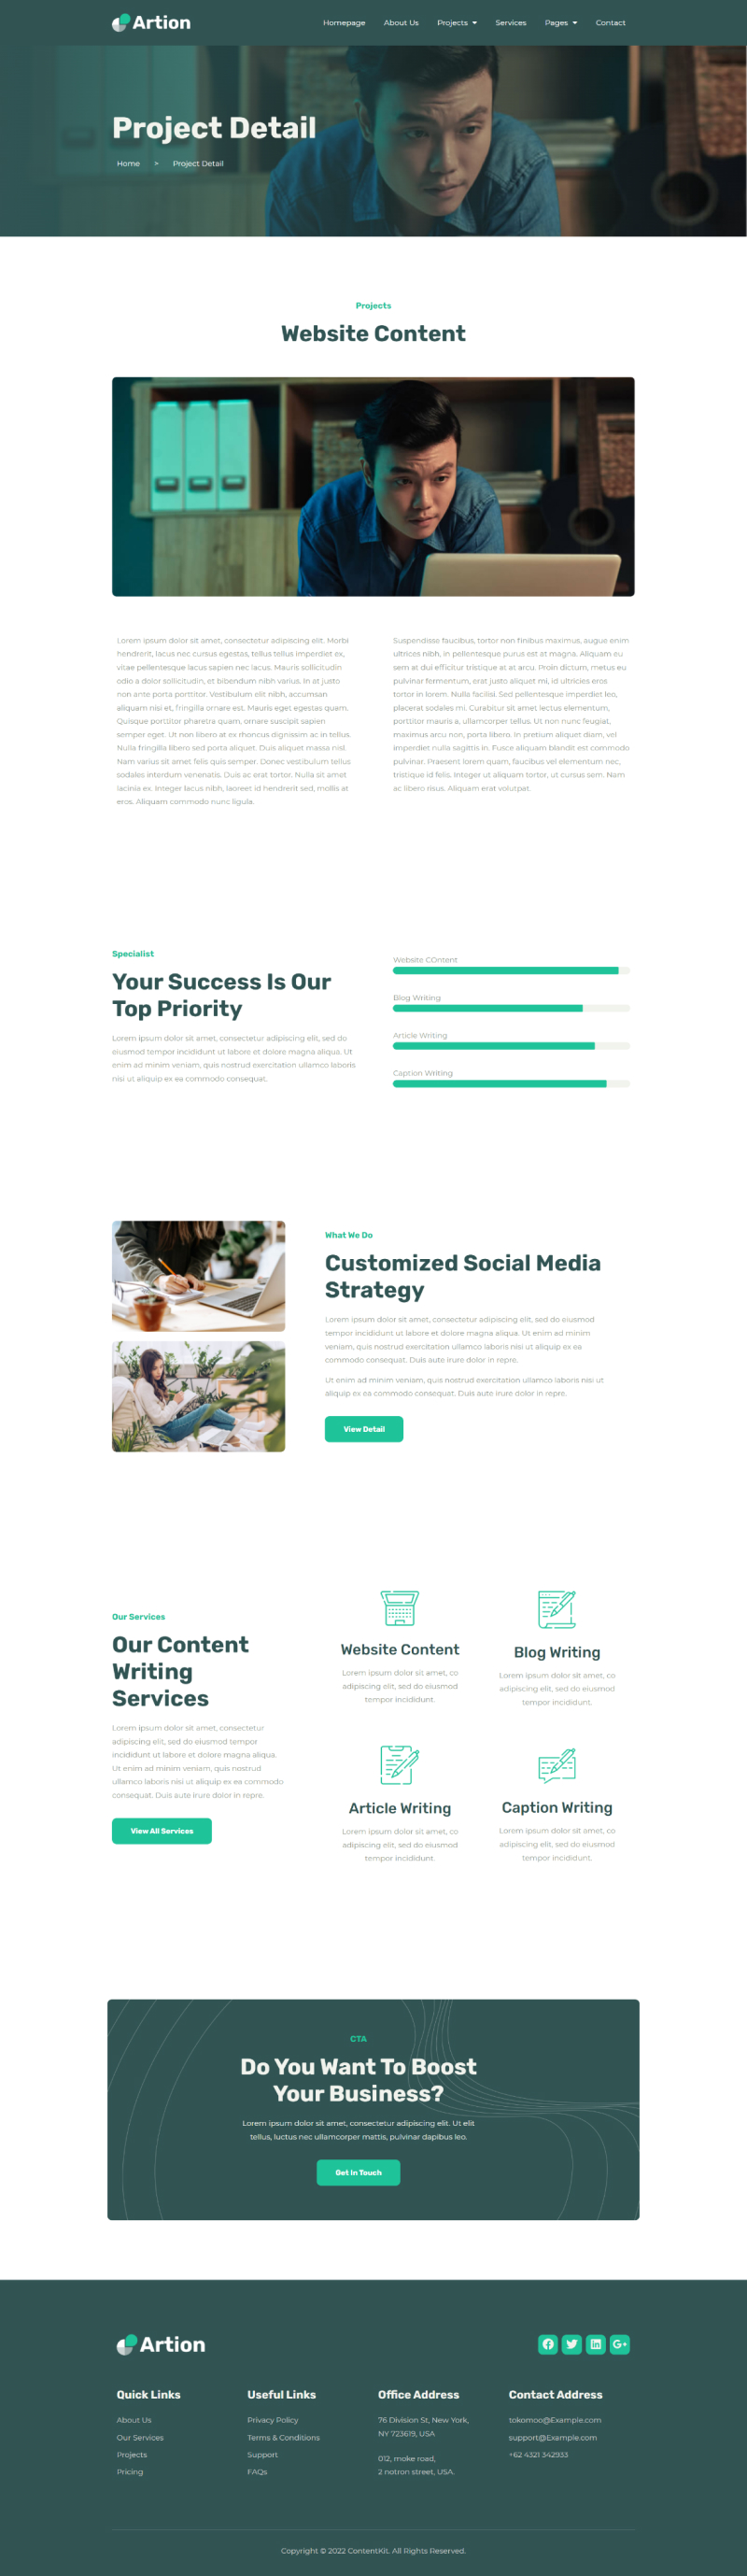 Artion
Homepage
About Us
Projects
Services
Pages
Contact
Project Detail
Home > Project Detail
Projects
Website Content
Lorem ipsum dolor sit amet, consectetur adipiscing elit. Morbi
hendrerit, lacus nec cursus egestas, tellus tellus imperdiet ex,
vitae pellentesque lacus sapien nec lacus. Mauris sollicitudin
odio a dolor sollicitudin, et bibendum nibh varius. In at justo
non ante porta porttitor. Vestibulum elit nibh, accumsan
aliquam nisi et, fringilla ornare est. Mauris eget egestas quam.
Quisque porttitor pharetra quam, ornare suscipit sapien
semper eget. Ut non libero at ex rhoncus dignissim ac in tellus.
Nulla fringilla libero sed porta aliquet. Duis aliquet massa nisl.
Nam varius sit amet felis quis semper. Donec vestibulum tellus
sodales interdum venenatis. Duis ac erat tortor. Nulla sit amet
lacinia ex. Integer lacus nibh, laoreet id hendrerit sed, mollis at
eros. Aliquam commodo nunc ligula.
Suspendisse faucibus, tortor non finibus maximus, augue enim
ultrices nibh, in pellentesque purus est at magna. Aliquam eu
sem at dui efficitur tristique at at arcu. Proin dictum, metus eu
pulvinar fermentum, erat justo aliquet mi, id ultricies eros
tortor in lorem. Nulla facilisi. Sed pellentesque imperdiet leo,
placerat sodales mi. Curabitur sit amet lectus elementum,
porttitor mauris a, ullamcorper tellus. Ut non nunc feugiat,
maximus arcu non, porta libero. In pretium aliquet diam, vel
imperdiet nulla sagittis in. Fusce aliquam blandit est commodo
pulvinar. Praesent lorem quam, faucibus vel elementum nec,
tristique id felis. Integer ut aliquam tortor, ut cursus sem. Nam
ac libero risus. Aliquam erat volutpat.
Specialist
Your Success Is Our
Top Priority
Lorem ipsum dolor sit amet, consectetur adipiscing elit, sed do
eiusmod tempor incididunt ut labore et dolore magna aliqua. Ut
enim ad minim veniam, quis nostrud exercitation ullamco laboris
nisi ut aliquip ex ea commodo consequat.
Website COntent
Blog Writing
Article Writing
Caption Writing
What We Do
Customized Social Media
Strategy
Lorem ipsum dolor sit amet, consectetur adipiscing elit, sed do eiusmod
tempor incididunt ut labore et dolore magna aliqua. Ut enim ad minim
veniam, quis nostrud exercitation ullamco laboris nisi ut aliquip ex ea
commodo consequat. Duis aute irure dolor in repre.
Ut enim ad minim veniam, quis nostrud exercitation ullamco laboris nisi ut
aliquip ex ea commodo consequat. Duis aute irure dolor in repre.
View Detail
Our Services
Our Content
Writing
Services
Lorem ipsum dolor sit amet, consectetur
adipiscing elit, sed do eiusmod tempor
incididunt ut labore et dolore magna aliqua.
Ut enim ad minim veniam, quis nostrud
ullamco laboris nisi ut aliquip ex ea commodo
consequat. Duis aute irure dolor in repre.
View All Services
Website Content
Lorem ipsum dolor sit amet, co
adipiscing elit, sed do eiusmod
tempor incididunt.
Blog Writing
Lorem ipsum dolor sit amet, co
adipiscing elit, sed do eiusmod
tempor incididunt.
Article Writing
Lorem ipsum dolor sit amet, co
adipiscing elit, sed do eiusmod
tempor incididunt.
Caption Writing
Lorem ipsum dolor sit amet, co
adipiscing elit, sed do eiusmod
tempor incididunt.
CTA
Do You Want To Boost
Your Business?
Lorem ipsum dolor sit amet, consectetur adipiscing elit. Ut elit
tellus, luctus nec ullamcorper mattis, pulvinar dapibus leo.
Get In Touch
Artion
Quick Links
About Us
Our Services
Projects
Pricing
Useful Links
Privacy Policy
Terms & Conditions
Support
FAQs
Office Address
76 Division St, New York,
NY 723619, USA
012, moke road,
2 notron street, USA.
Contact Address
tokomoo@Example.com
support@Example.com
+62 4321 342933
Copyright © 2022 ContentKit. All Rights Reserved.